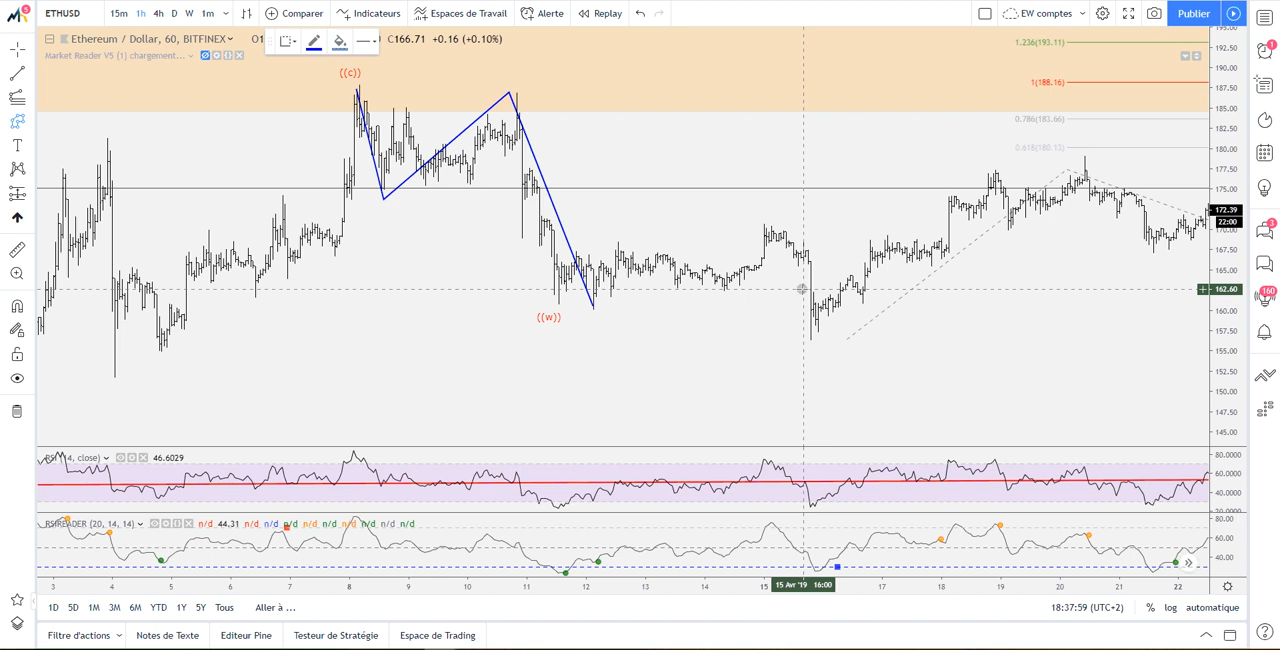 5
ETHUSD
15m 1h 4h D W 1m
Comparer
Indicateurs
Espaces de Travail
Alerte
Replay
EW comptes
Publier
Ethereum / Dollar, 60, BITFINEX
C166.71 +0.16 (+0.10%)
Market Reader V5 (1) chargement...
((c))
((w))
1.236(193.11)
1(188.16)
0.786(183.66)
0.618(180.12)
192.50
190.00
187.50
185.00
182.50
180.00
177.50
175.00
172.39
22:00
170.00
167.50
165.00
162.60
160.00
157.50
155.00
152.50
150.00
147.50
145.00
1
3
160
RSI (14, close) 46.6029
80.0000
60.0000
40.0000
RSIREADER (20, 14, 14) n/d 44.31 n/d n/d n/d n/d n/d n/d n/d n/d n/d
80.00
60.00
40.00
3 4 5 6 7 8 9 10 11 12 13 14 15 15 Avr '19 16:00 17 18 19 20 21 22
1D 5D 1M 3M 6M YTD 1Y 5Y Tous Aller à ...
18:37:59 (UTC+2) % log automatique
Filtre d'actions Notes de Texte Editeur Pine Testeur de Stratégie Espace de Trading